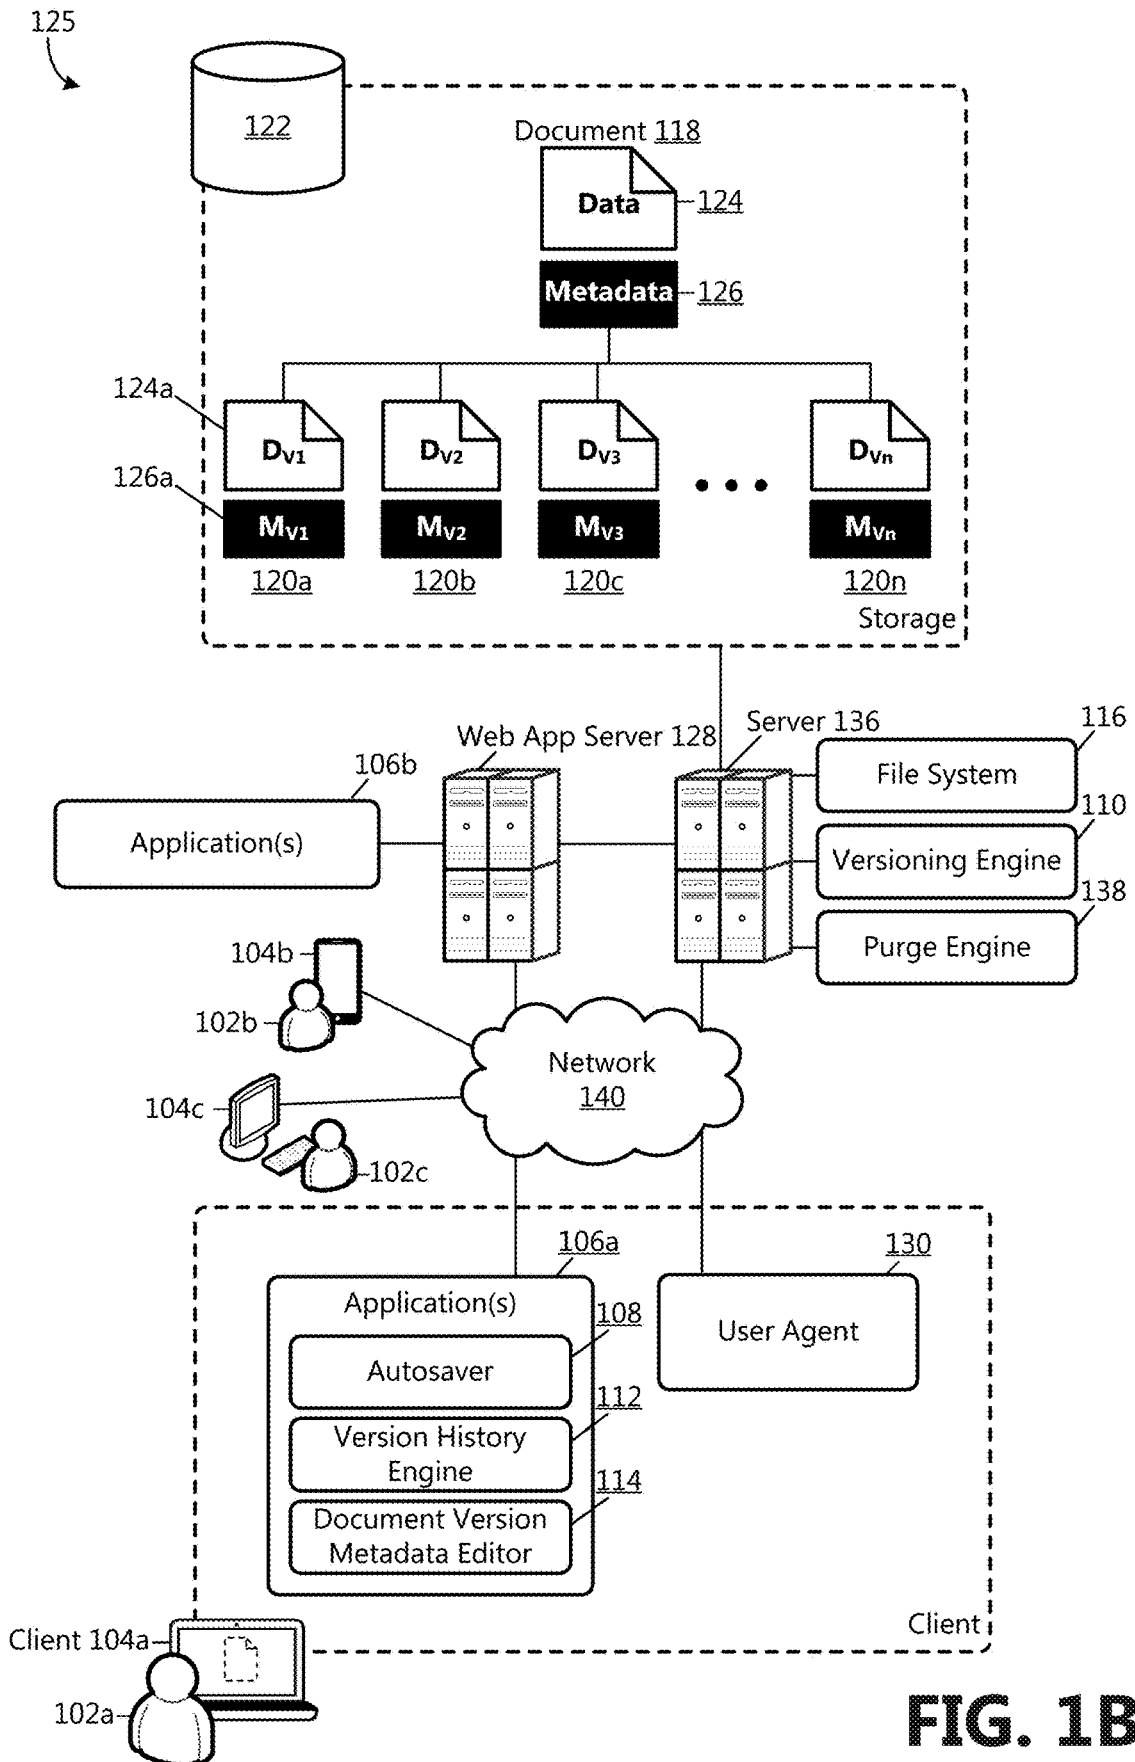 125
122
Document 118
Data
124
Metadata
126
124a
DV1
DV2
DV3
DVn
126a
MV1
MV2
MV3
• • •
MVn
120a
120b
120c
120n
Storage
Web App Server 128
Server 136
116
File System
106b
Application(s)
110
Versioning Engine
138
Purge Engine
104b
102b
Network
140
104c
102c
106a
130
Application(s)
User Agent
108
Autosaver
112
Version History
Engine
114
Document Version
Metadata Editor
Client
Client 104a
102a
FIG. 1B